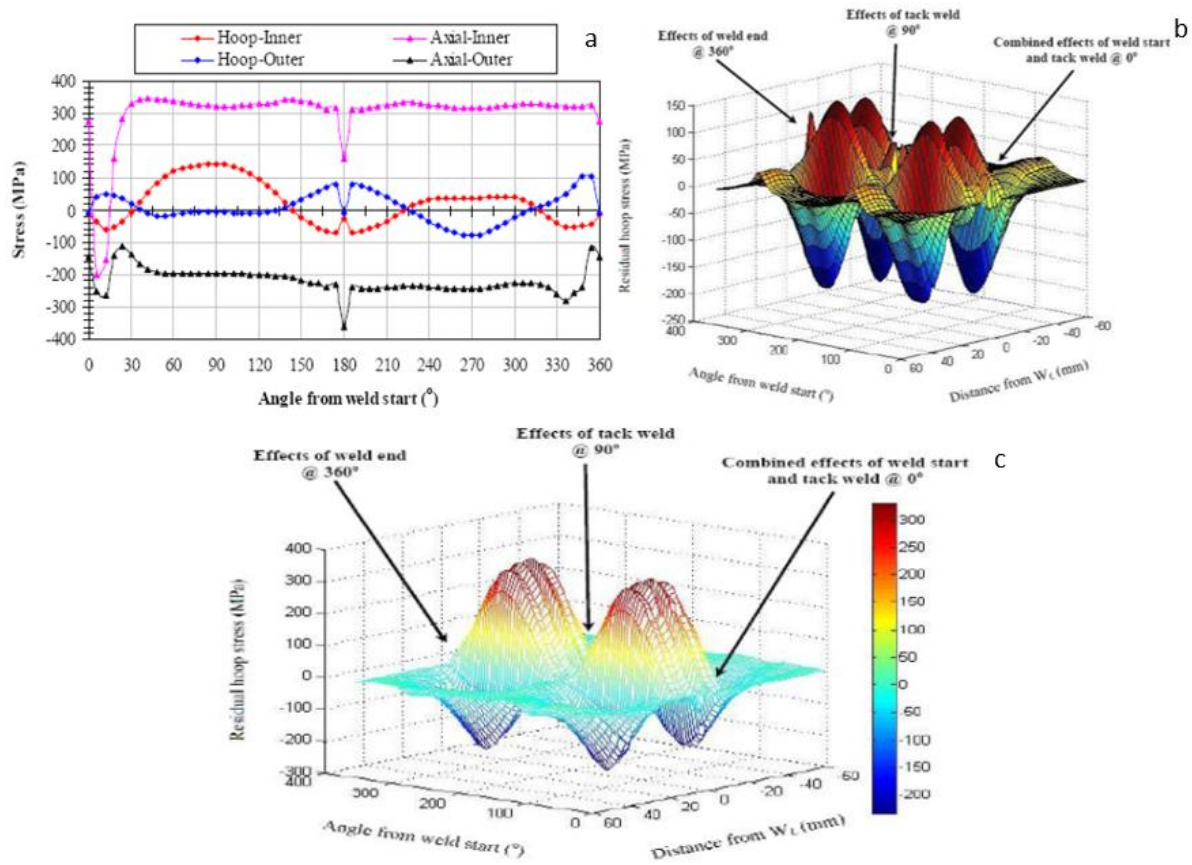 Hoop-Inner
Axial-Inner
Hoop-Outer
Axial-Outer
a
400
300
200
100
0
-100
-200
-300
-400
Stress (MPa)
0 30 60 90 120 150 180 210 240 270 300 330 360
Angle from weld start (°)
b
Effects of tack weld
@ 90°
Effects of weld end
@ 360°
Combined effects of weld start
and tack weld @ 0°
150
100
50
0
-50
-100
-150
-200
-250
Residual hoop stress (MPa)
400
300
200
100
0
Angle from weld start (°)
60
40
20
0
-20
-40
-60
Distance from W L (mm)
c
Effects of tack weld
@ 90°
Effects of weld end
@ 360°
Combined effects of weld start
and tack weld @ 0°
400
300
200
100
0
-100
-200
-300
Residual hoop stress (MPa)
400
300
200
100
0
Angle from weld start (°)
60
40
20
0
-20
-40
-60
Distance from W L (mm)
300
250
200
150
100
50
0
-50
-100
-150
-200